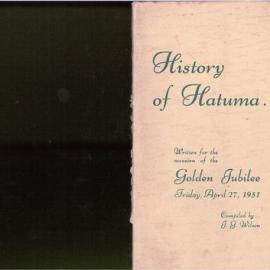 History
of Hatuma.
Written for the
occasion of the
Golden Jubilee
Friday, April 27, 1951
Compiled by
J. G. Wilson